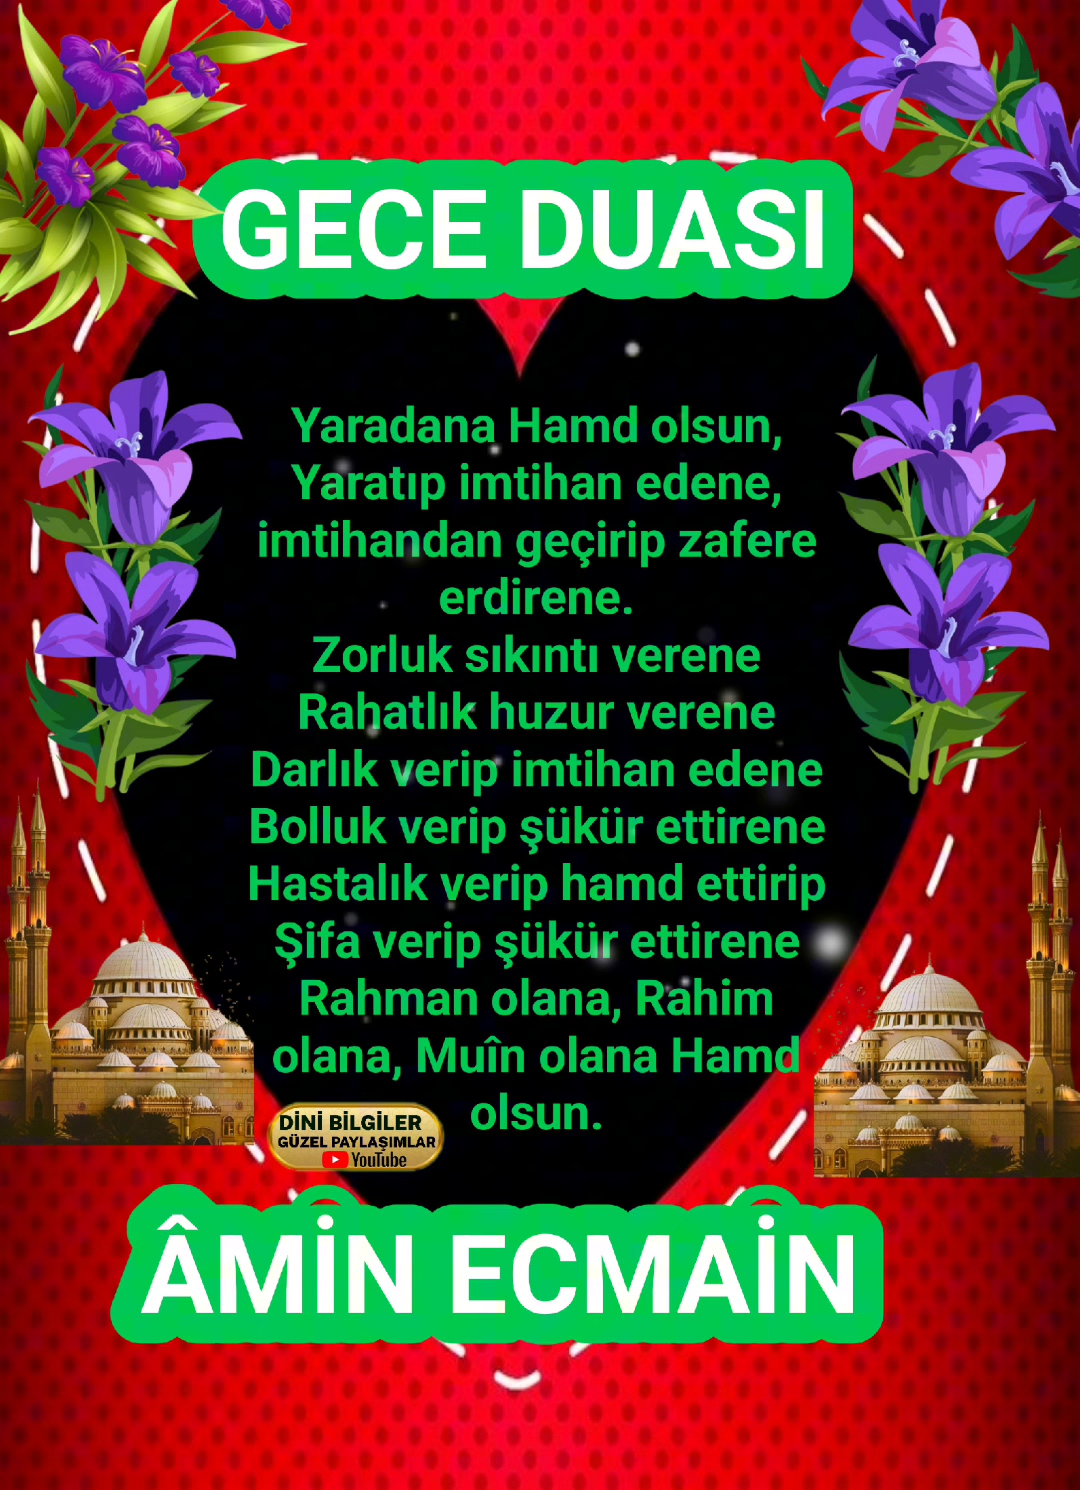 GECE DUASI
Yaradana Hamd olsun,
Yaratıp imtihan edene,
imtihandan geçirip zafere
erdirene.
Zorluk sıkıntı verene
Rahatlık huzur verene
Darlık verip imtihan edene
Bolluk verip şükür ettirene
Hastalık verip hamd ettirip
Şifa verip şükür ettirene
Rahman olana, Rahim
olana, Muîn olana Hamd
olsun.
DİNİ BİLGİLER
GÜZEL PAYLAŞIMLAR
YouTube
ÂMİN ECMAİN